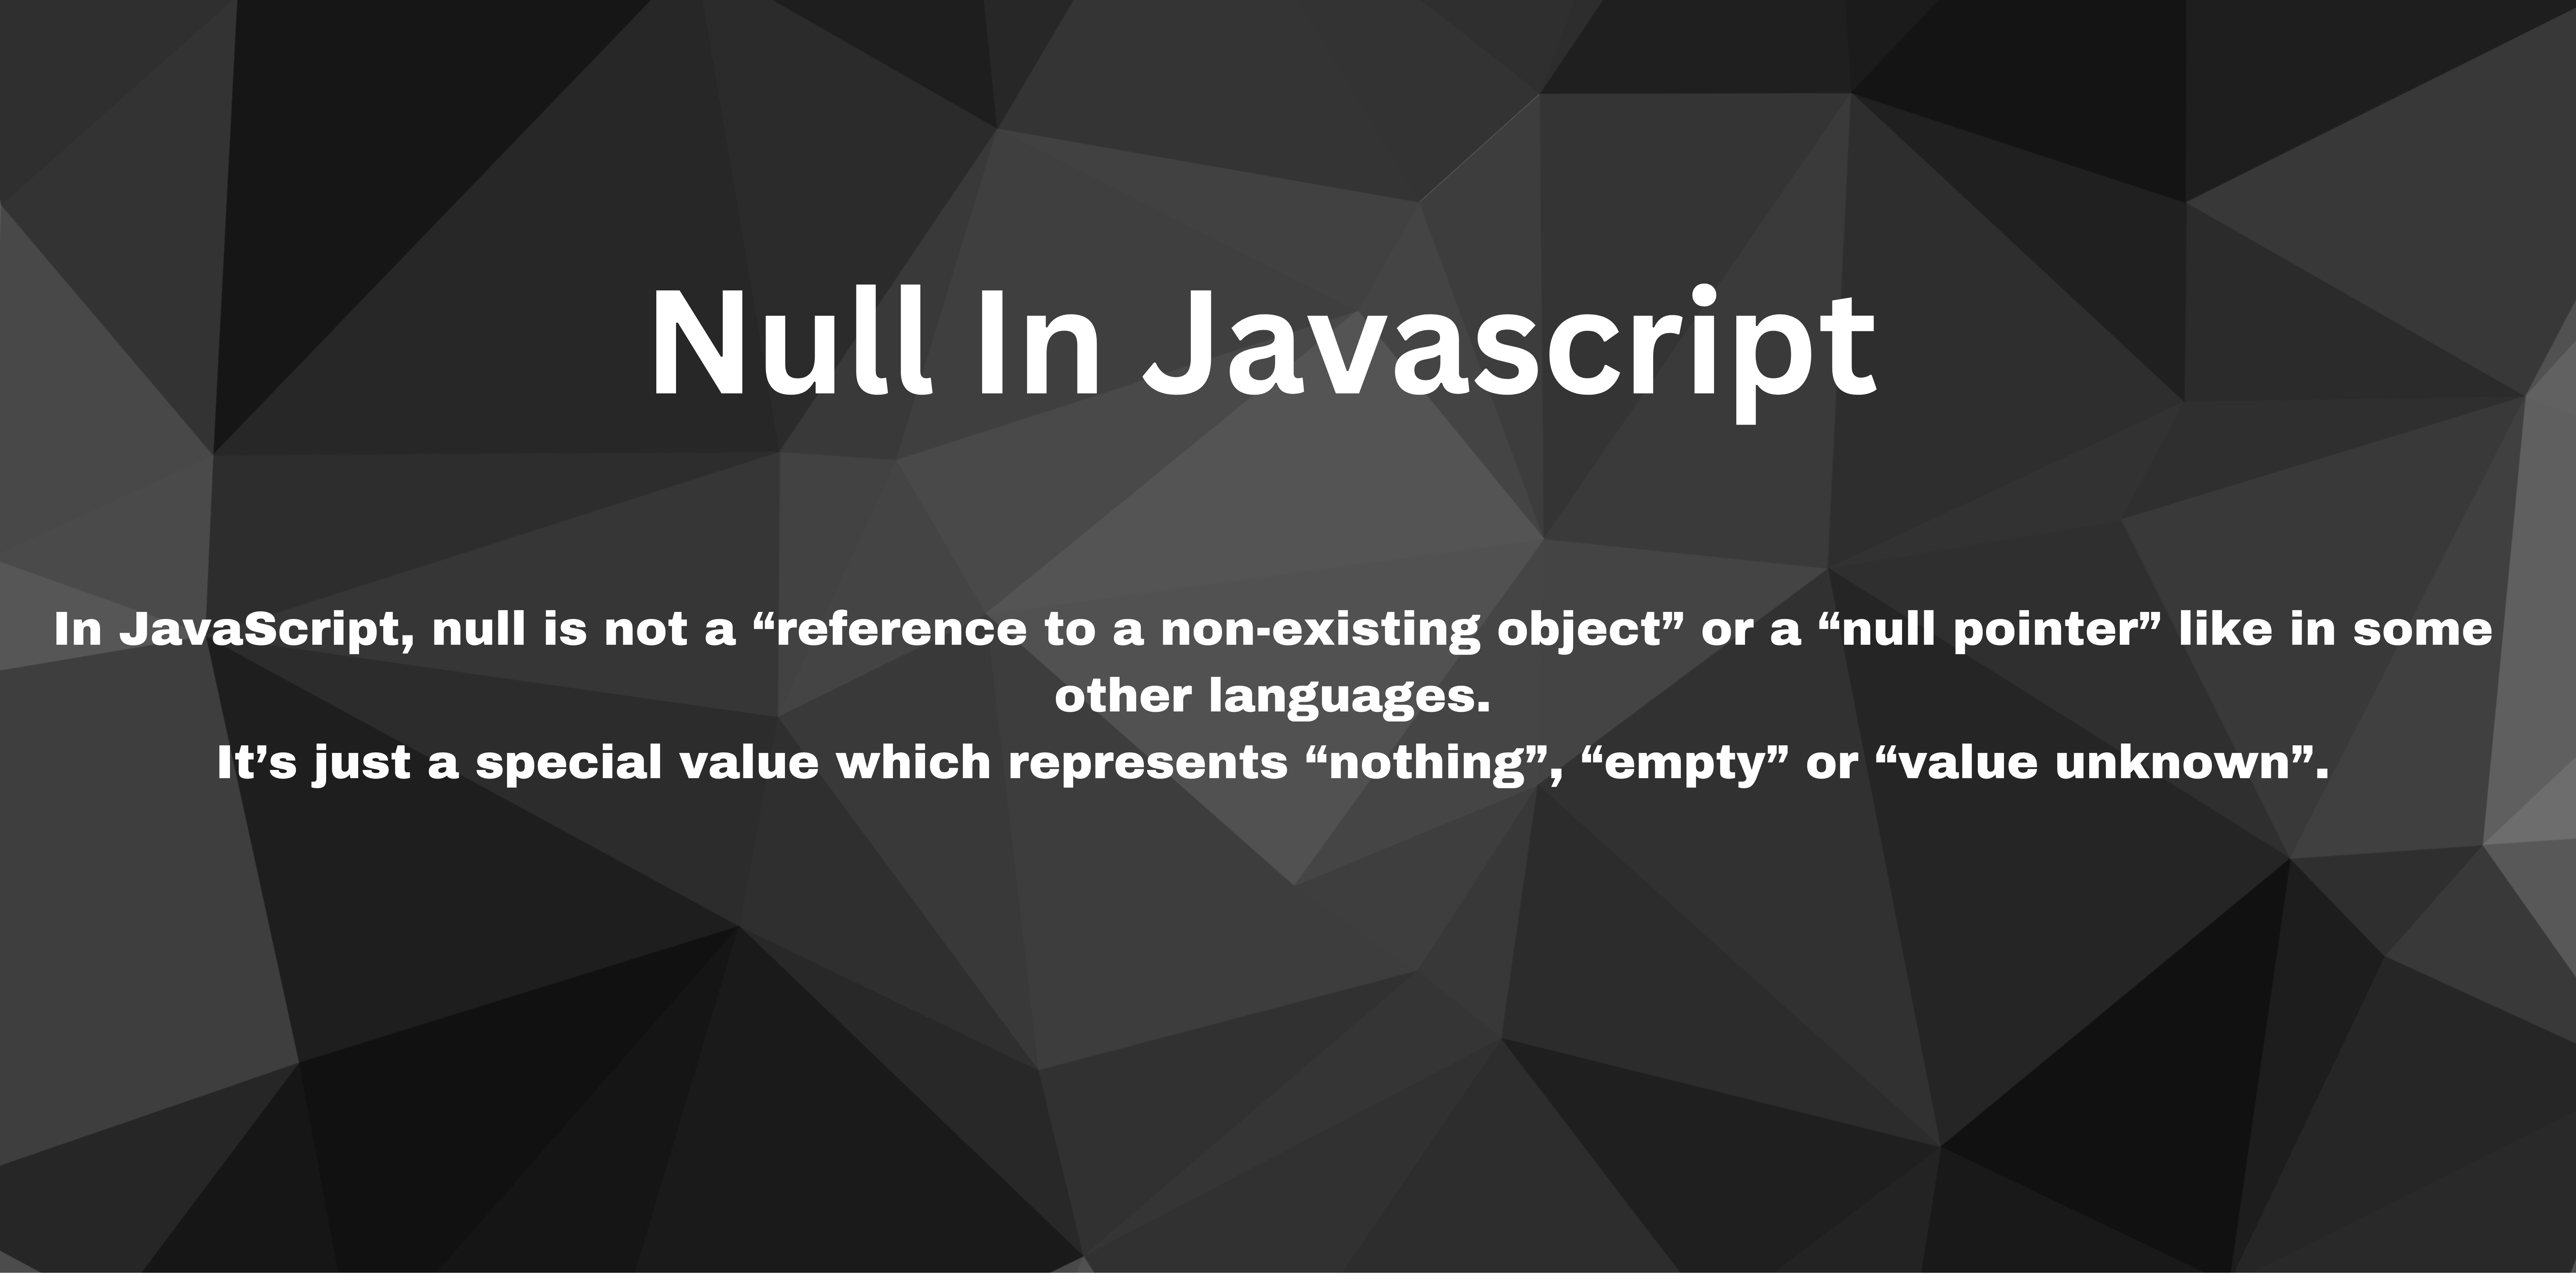 Null In Javascript
In JavaScript, null is not a “reference to a non-existing object” or a “null pointer” like in some
other languages.
It’s just a special value which represents “nothing”, “empty” or “value unknown”.